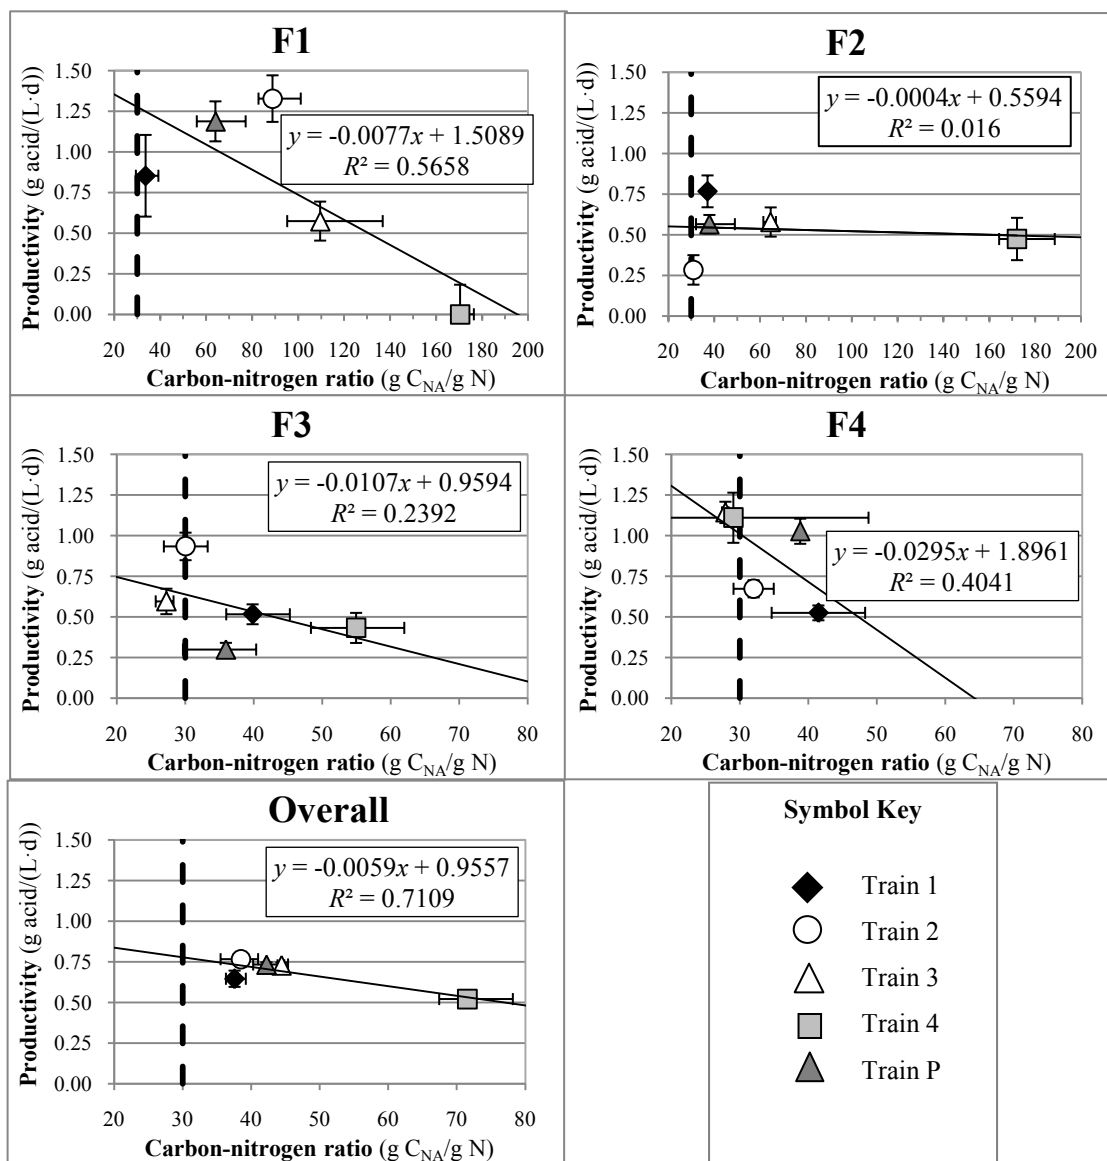 F1
Productivity (g acid/(L·d))
1.50
1.25
1.00
0.75
0.50
0.25
0.00
y = -0.0077x + 1.5089
R² = 0.5658
20 40 60 80 100 120 140 160 180 200
Carbon-nitrogen ratio (g C_NA/g N)
F2
Productivity (g acid/(L·d))
1.50
1.25
1.00
0.75
0.50
0.25
0.00
y = -0.0004x + 0.5594
R² = 0.016
20 40 60 80 100 120 140 160 180 200
Carbon-nitrogen ratio (g C_NA/g N)
F3
Productivity (g acid/(L·d))
1.50
1.25
1.00
0.75
0.50
0.25
0.00
y = -0.0107x + 0.9594
R² = 0.2392
20 30 40 50 60 70 80
Carbon-nitrogen ratio (g C_NA/g N)
F4
Productivity (g acid/(L·d))
1.50
1.25
1.00
0.75
0.50
0.25
0.00
y = -0.0295x + 1.8961
R² = 0.4041
20 30 40 50 60 70 80
Carbon-nitrogen ratio (g C_NA/g N)
Overall
Productivity (g acid/(L·d))
1.50
1.25
1.00
0.75
0.50
0.25
0.00
y = -0.0059x + 0.9557
R² = 0.7109
20 30 40 50 60 70 80
Carbon-nitrogen ratio (g C_NA/g N)
Symbol Key
Train 1
Train 2
Train 3
Train 4
Train P